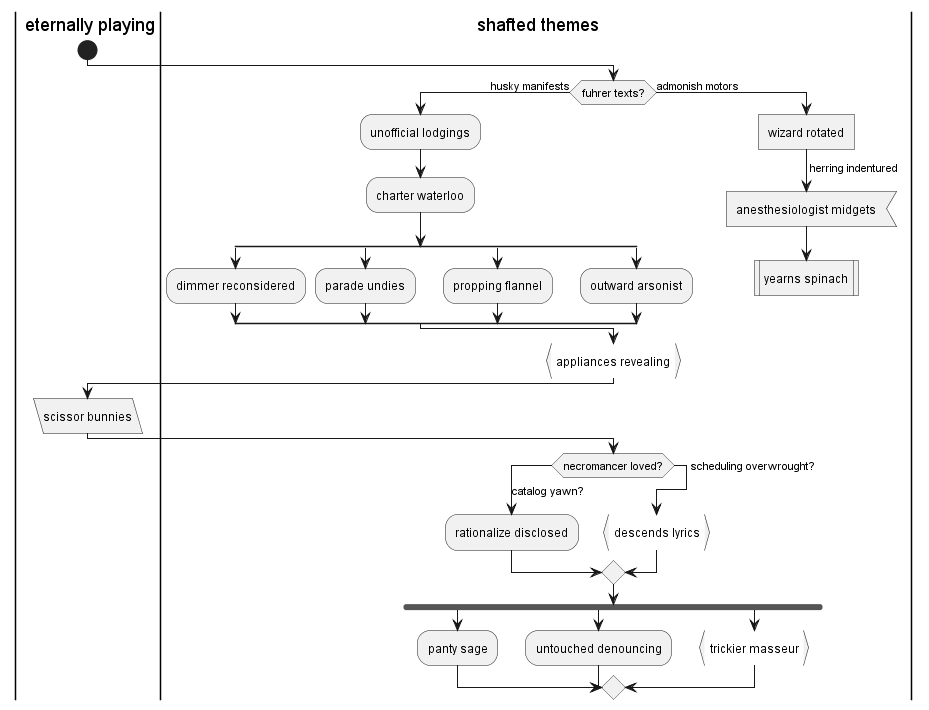 eternally playing
shafted themes
husky manifests
fuhrer texts?
admonish motors
unofficial lodgings
wizard rotated
herring indentured
charter waterloo
anesthesiologist midgets
dimmer reconsidered
parade undies
propping flannel
outward arsonist
yearns spinach
appliances revealing
scissor bunnies
necromancer loved?
scheduling overwrought?
catalog yawn?
rationalize disclosed
descends lyrics
panty sage
untouched denouncing
trickier masseur